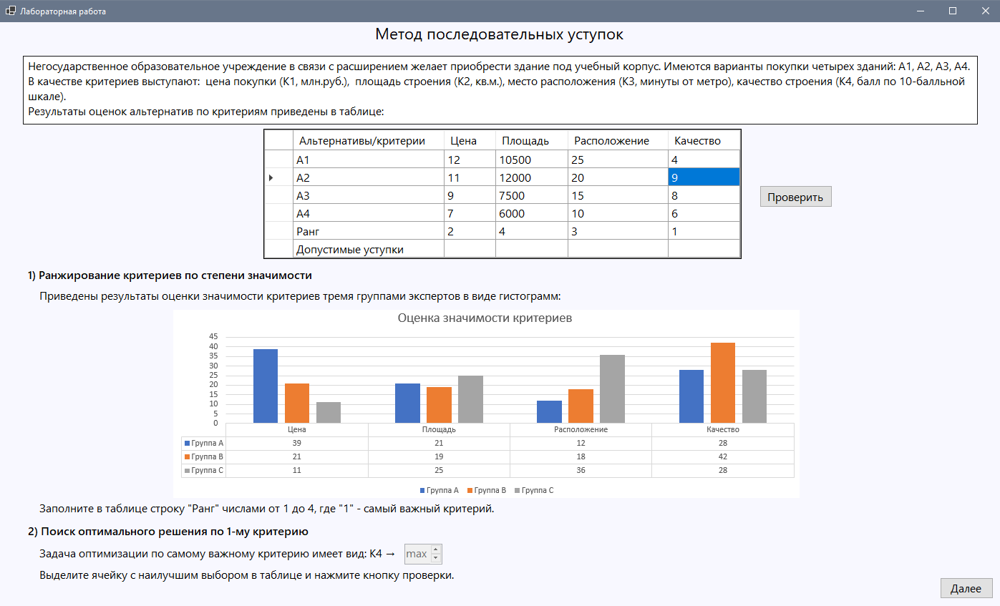 Лабораторная работа
Метод последовательных уступок
Негосударственное образовательное учреждение в связи с расширением желает приобрести здание под учебный корпус. Имеются варианты покупки четырех зданий: А1, А2, А3, А4.
В качестве критериев выступают:  цена покупки (К1, млн.руб.),  площадь строения (К2, кв.м.), место расположения (К3, минуты от метро), качество строения (К4, балл по 10-балльной
шкале).
Результаты оценок альтернатив по критериям приведены в таблице:
Альтернативы/критерии Цена Площадь Расположение Качество
А1 12 10500 25 4
А2 11 12000 20 9
А3 9 7500 15 8
А4 7 6000 10 6
Ранг 2 4 3 1
Допустимые уступки
Проверить
1) Ранжирование критериев по степени значимости
Приведены результаты оценки значимости критериев тремя группами экспертов в виде гистограмм:
Оценка значимости критериев
45
40
35
30
25
20
15
10
5
0
Цена Площадь Расположение Качество
Группа А 39 21 12 28
Группа В 21 19 18 42
Группа С 11 25 36 28
Группа А Группа В Группа С
Заполните в таблице строку "Ранг" числами от 1 до 4, где "1" - самый важный критерий.
2) Поиск оптимального решения по 1-му критерию
Задача оптимизации по самому важному критерию имеет вид: К4 → max
Выделите ячейку с наилучшим выбором в таблице и нажмите кнопку проверки.
Далее